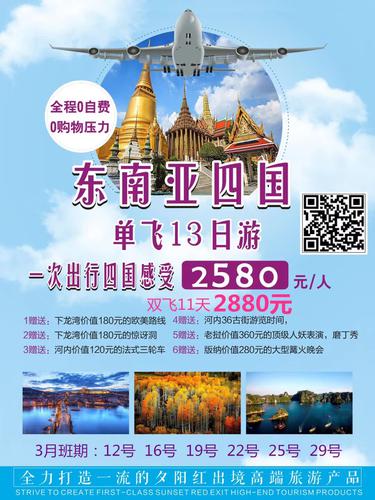 全程0自费
0购物压力
东南亚四国
单飞13日游
一次出行四国感受 2580 元/人
双飞11天 2880元
1赠送：下龙湾价值180元的欧美路线 4赠送：河内36古街游览时间，
2赠送：下龙湾价值180元的惊讶洞 5赠送：老挝价值360元的顶级人妖表演，磨丁秀
3赠送：河内价值120元的法式三轮车 6赠送：版纳价值280元的大型篝火晚会
3月班期：12号 16号 19号 22号 25号 29号
全力打造一流的夕阳红出境高端旅游产品
STRIVE TO CREATE FIRST-CLASS SUNSET RED EXIT HIGH-END TOURISM PRODUCTS